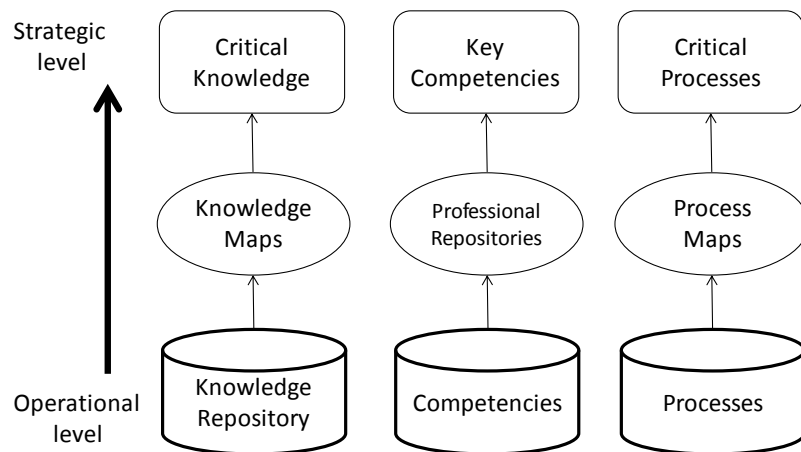 Strategic
level
Critical
Knowledge
Key
Competencies
Critical
Processes
Knowledge
Maps
Professional
Repositories
Process
Maps
Operational
level
Knowledge
Repository
Competencies
Processes